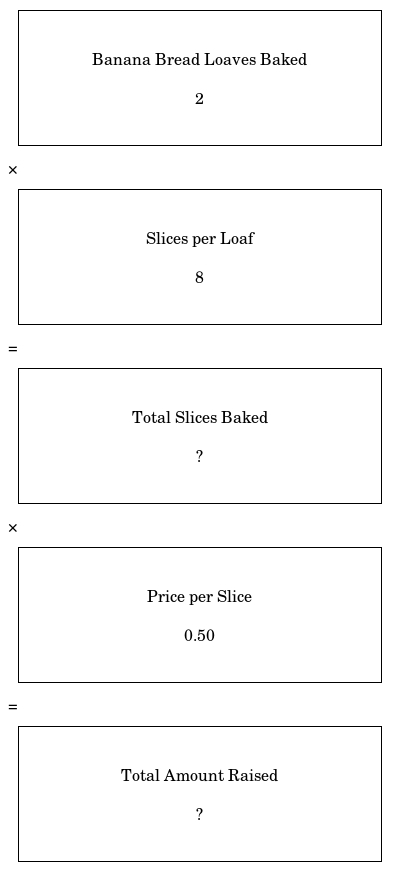 Banana Bread Loaves Baked
2
×
Slices per Loaf
8
=
Total Slices Baked
?
×
Price per Slice
0.50
=
Total Amount Raised
?